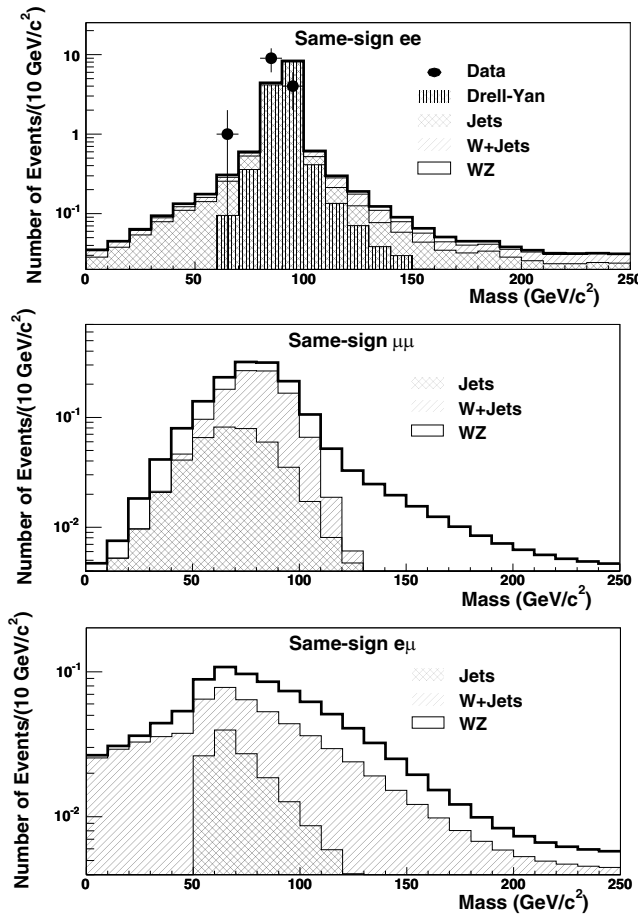 Number of Events/(10 GeV/c²)
Same-sign ee
Data
Drell-Yan
Jets
W+Jets
WZ
10
1
10⁻¹
0 50 100 150 200 250
Mass (GeV/c²)
Number of Events/(10 GeV/c²)
Same-sign μμ
Jets
W+Jets
WZ
10⁻¹
10⁻²
0 50 100 150 200 250
Mass (GeV/c²)
Number of Events/(10 GeV/c²)
Same-sign eμ
Jets
W+Jets
WZ
10⁻¹
10⁻²
0 50 100 150 200 250
Mass (GeV/c²)